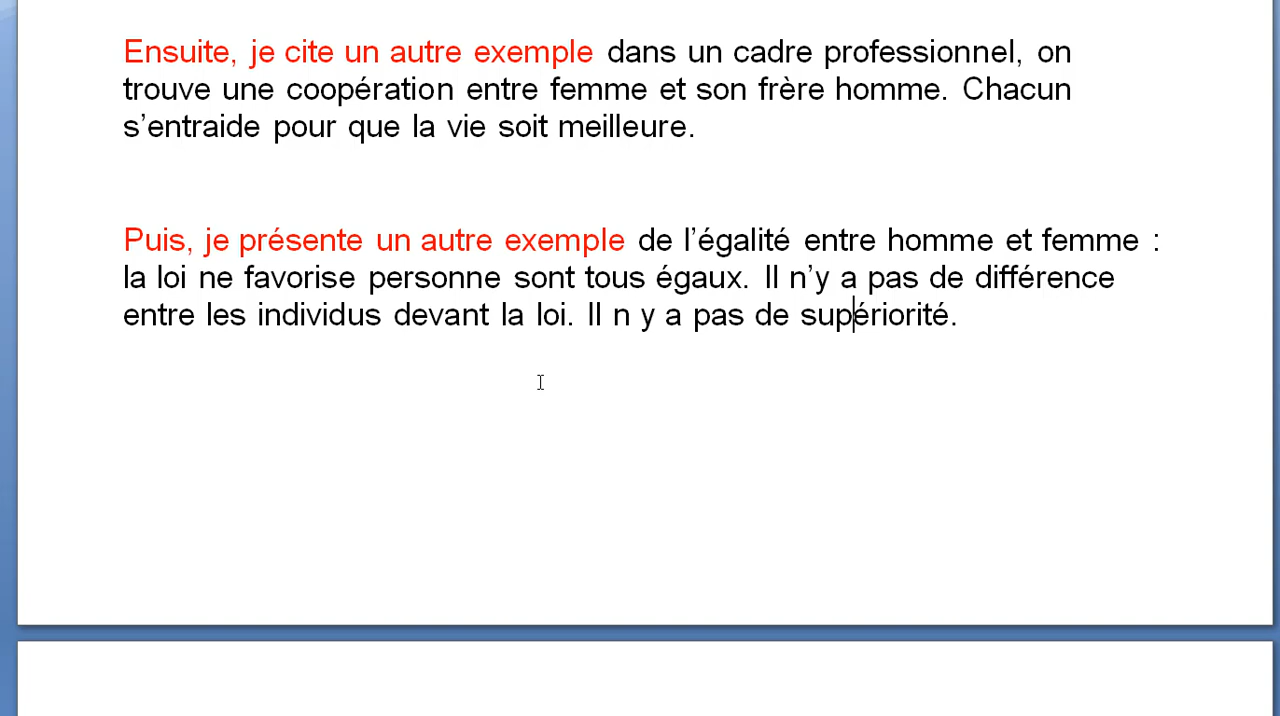 Ensuite, je cite un autre exemple dans un cadre professionnel, on
trouve une coopération entre femme et son frère homme. Chacun
s’entraide pour que la vie soit meilleure.
Puis, je présente un autre exemple de l’égalité entre homme et femme :
la loi ne favorise personne sont tous égaux. Il n’y a pas de différence
entre les individus devant la loi. Il n y a pas de supériorité.